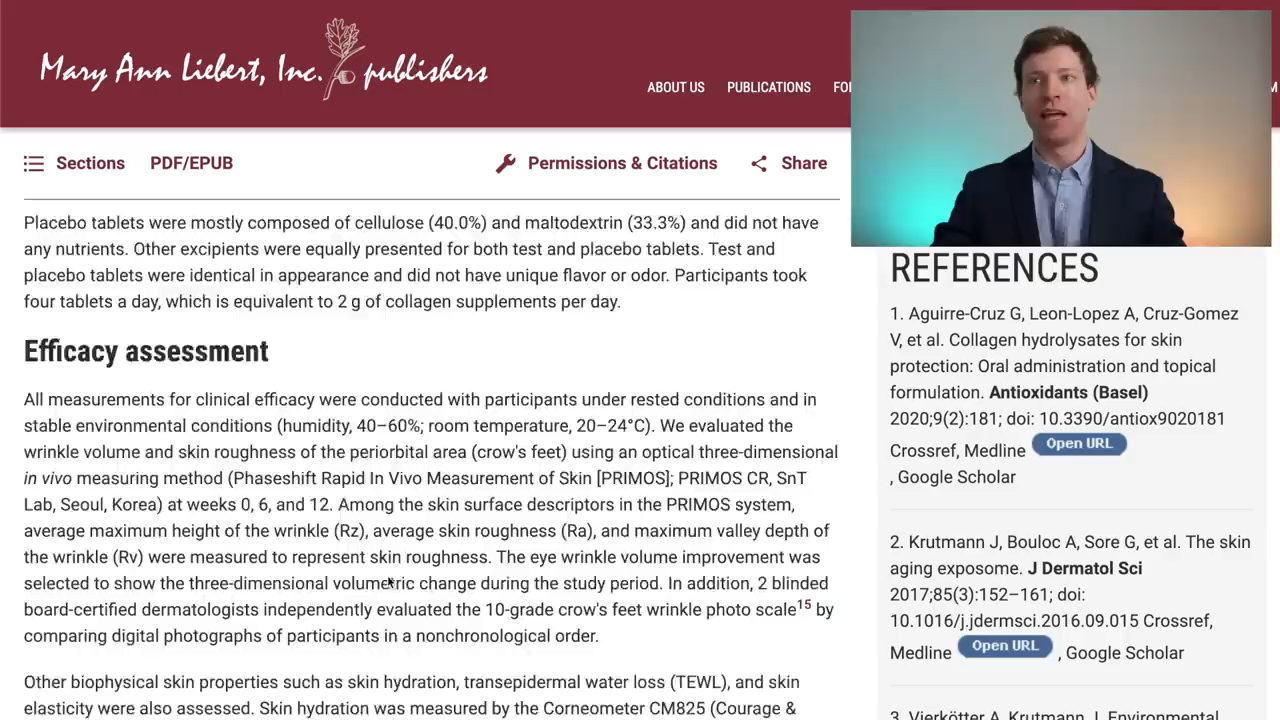 Mary Ann Liebert, Inc. publishers
ABOUT US PUBLICATIONS
Sections PDF/EPUB Permissions & Citations Share
Placebo tablets were mostly composed of cellulose (40.0%) and maltodextrin (33.3%) and did not have
any nutrients. Other excipients were equally presented for both test and placebo tablets. Test and
placebo tablets were identical in appearance and did not have unique flavor or odor. Participants took
four tablets a day, which is equivalent to 2 g of collagen supplements per day.
Efficacy assessment
All measurements for clinical efficacy were conducted with participants under rested conditions and in
stable environmental conditions (humidity, 40–60%; room temperature, 20–24°C). We evaluated the
wrinkle volume and skin roughness of the periorbital area (crow's feet) using an optical three-dimensional
in vivo measuring method (Phaseshift Rapid In Vivo Measurement of Skin [PRIMOS]; PRIMOS CR, SnT
Lab, Seoul, Korea) at weeks 0, 6, and 12. Among the skin surface descriptors in the PRIMOS system,
average maximum height of the wrinkle (Rz), average skin roughness (Ra), and maximum valley depth of
the wrinkle (Rv) were measured to represent skin roughness. The eye wrinkle volume improvement was
selected to show the three-dimensional volumetric change during the study period. In addition, 2 blinded
board-certified dermatologists independently evaluated the 10-grade crow's feet wrinkle photo scale15 by
comparing digital photographs of participants in a nonchronological order.
Other biophysical skin properties such as skin hydration, transepidermal water loss (TEWL), and skin
elasticity were also assessed. Skin hydration was measured by the Corneometer CM825 (Courage &
REFERENCES
1. Aguirre-Cruz G, Leon-Lopez A, Cruz-Gomez
V, et al. Collagen hydrolysates for skin
protection: Oral administration and topical
formulation. Antioxidants (Basel)
2020;9(2):181; doi: 10.3390/antiox9020181
Crossref, Medline Open URL
, Google Scholar
2. Krutmann J, Bouloc A, Sore G, et al. The skin
aging exposome. J Dermatol Sci
2017;85(3):152–161; doi:
10.1016/j.jdermsci.2016.09.015 Crossref,
Medline Open URL , Google Scholar
3. Vierkötter A, Krutmann J. Environmental